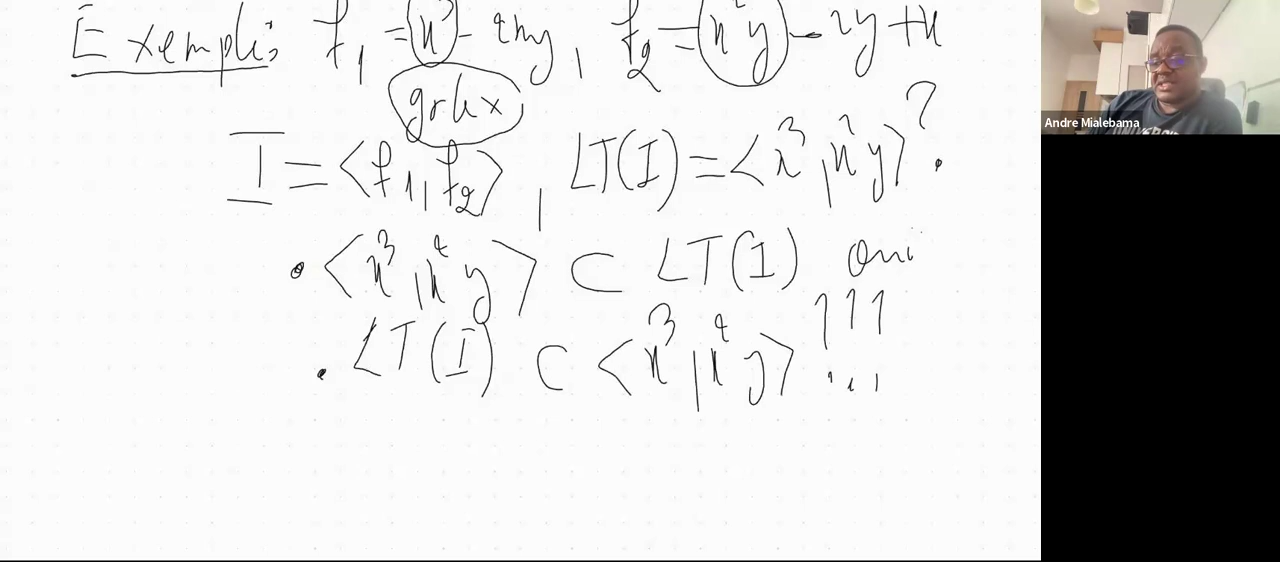 Exemple: f₁ = x³ - 2xy, f₂ = x²y - 2y² + x
grlex
I = <f₁, f₂>, LT(I) = <x³, x²y>?
• <x³, x²y> ⊂ LT(I) oui
• LT(I) ⊂ <x³, x²y> ???
Andre Mialebama
UNIVERSI